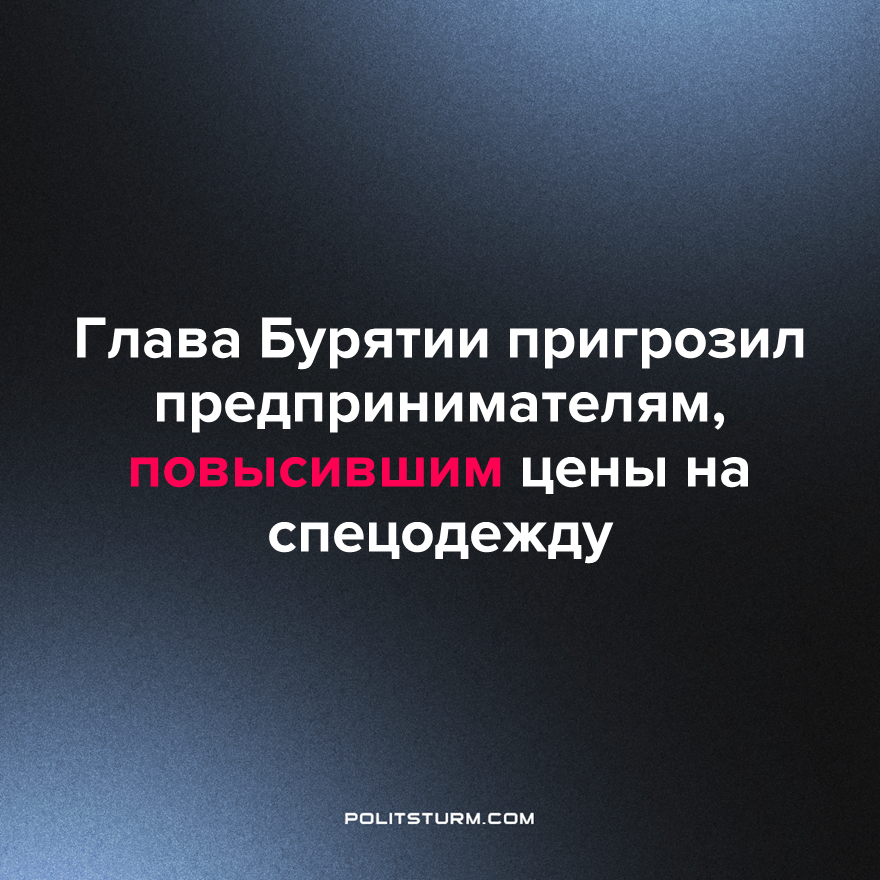 Глава Бурятии пригрозил
предпринимателям,
повысившим цены на
спецодежду
POLITSTURM.COM